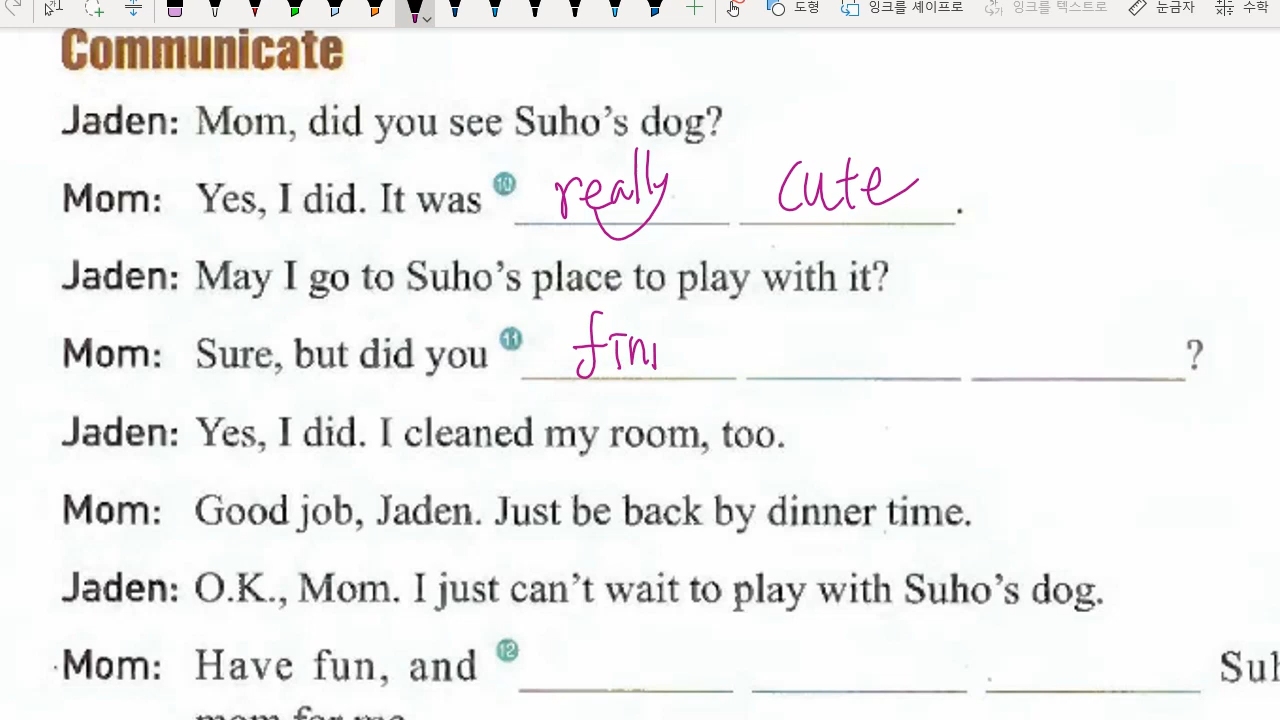 도형 잉크를 셰이프로 잉크를 텍스트로 눈금자 수학
Communicate
Jaden: Mom, did you see Suho's dog?
Mom: Yes, I did. It was ⑩ really cute.
Jaden: May I go to Suho's place to play with it?
Mom: Sure, but did you ⑪ fini ?
Jaden: Yes, I did. I cleaned my room, too.
Mom: Good job, Jaden. Just be back by dinner time.
Jaden: O.K., Mom. I just can't wait to play with Suho's dog.
Mom: Have fun, and ⑫
mom for me